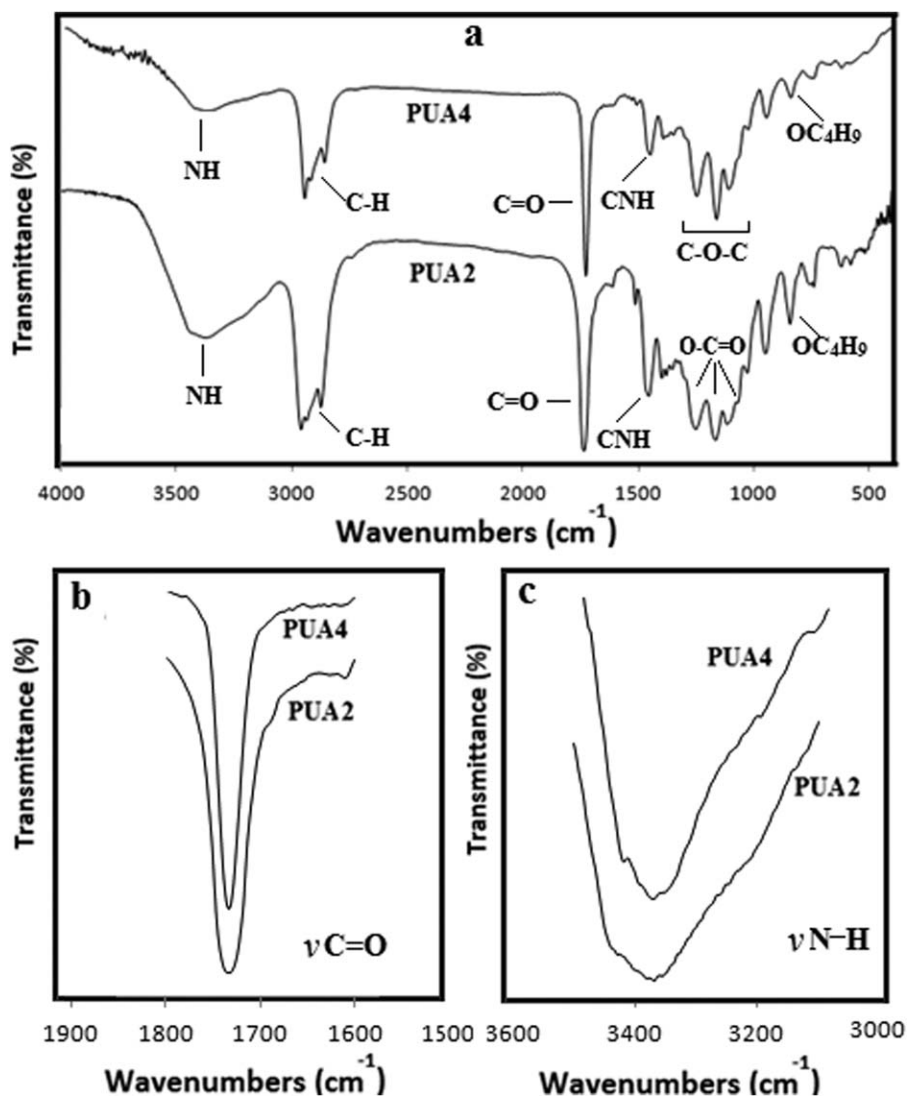 a
Transmittance (%)
PUA4
NH
C-H
C=O
CNH
OC₄H₉
C-O-C
PUA2
NH
C-H
C=O
CNH
O-C=O
OC₄H₉
4000 3500 3000 2500 2000 1500 1000 500
Wavenumbers (cm⁻¹)
b
Transmittance (%)
PUA4
PUA2
ν C=O
1900 1800 1700 1600 1500
Wavenumbers (cm⁻¹)
c
Transmittance (%)
PUA4
PUA2
ν N–H
3600 3400 3200 3000
Wavenumbers (cm⁻¹)